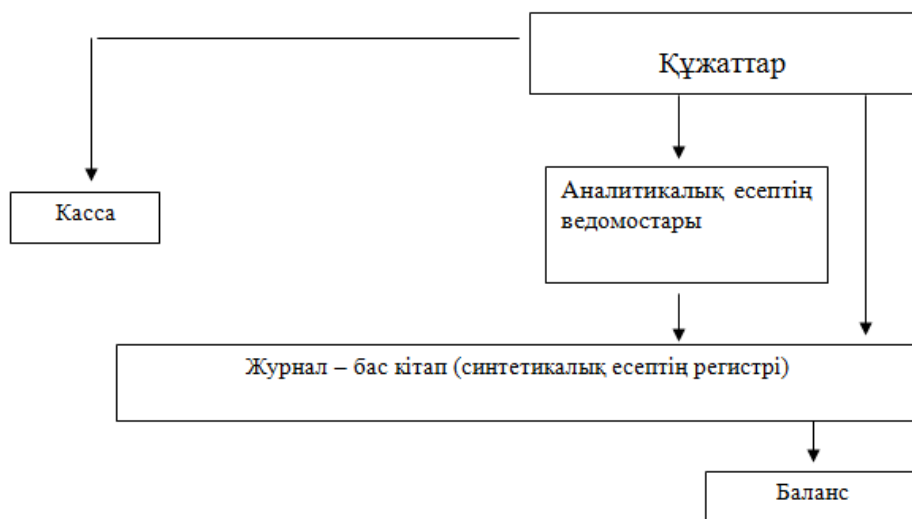 Құжаттар
Аналитикалық есептің
ведомостары
Касса
Журнал – бас кітап (синтетикалық есептің регистрі)
Баланс